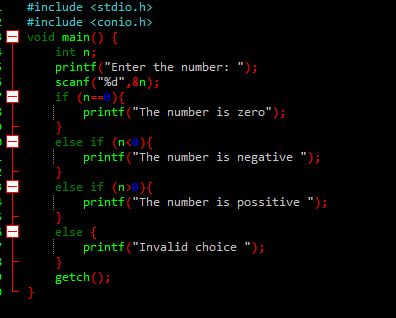 #include <stdio.h>
#include <conio.h>
void main() {
    int n;
    printf("Enter the number: ");
    scanf("%d",&n);
    if (n==0){
        printf("The number is zero");
    }
    else if (n<0){
        printf("The number is negative ");
    }
    else if (n>0){
        printf("The number is possitive ");
    }
    else {
        printf("Invalid choice ");
    }
    getch();
}